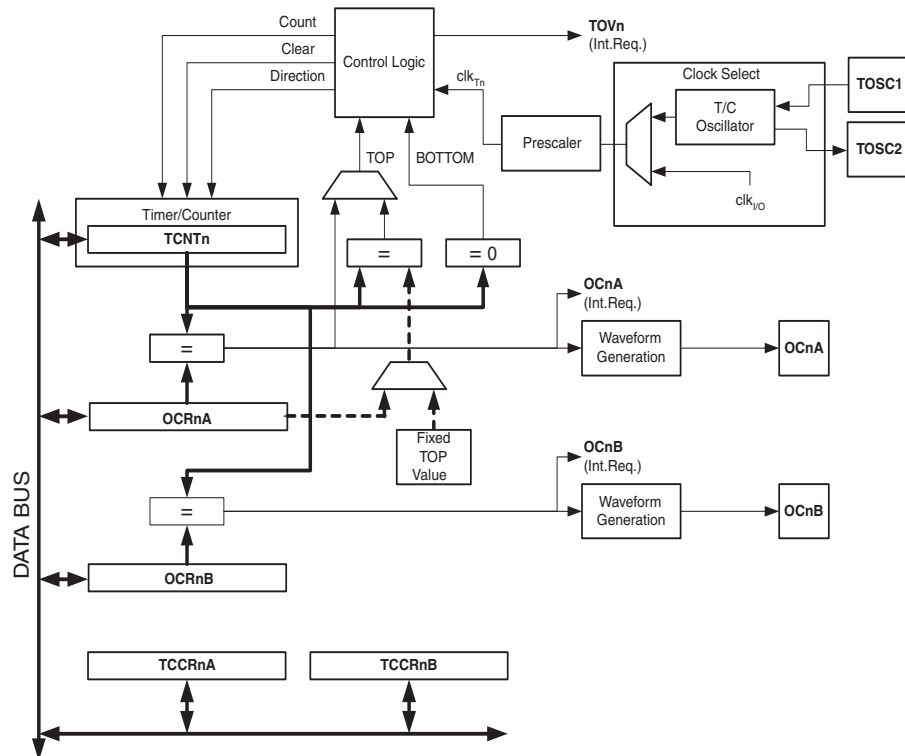 Count
Clear
Direction
Control Logic
TOVn
(Int.Req.)
clkTn
Clock Select
TOSC1
T/C
Oscillator
Prescaler
TOSC2
TOP
BOTTOM
clkI/O
Timer/Counter
TCNTn
=
= 0
OCnA
(Int.Req.)
=
Waveform
Generation
OCnA
OCRnA
Fixed
TOP
Value
OCnB
(Int.Req.)
=
Waveform
Generation
OCnB
DATA BUS
OCRnB
TCCRnA
TCCRnB